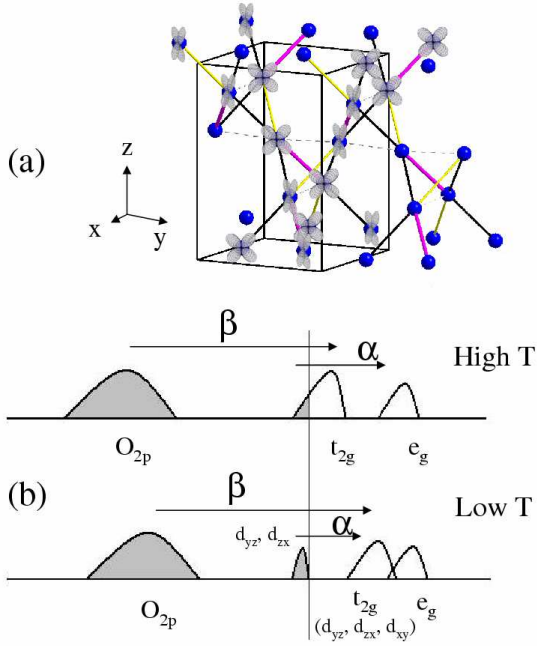 (a)
z
x
y
β
α
High T
O2p
t2g
eg
(b)
β
Low T
dyz, dzx
α
O2p
t2g
eg
(dyz, dzx, dxy)